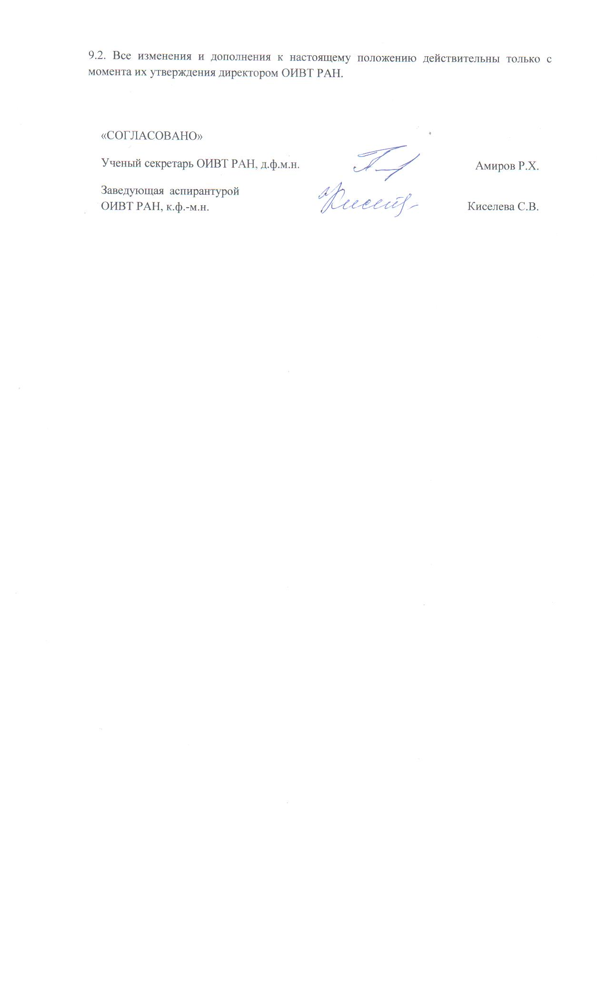 9.2. Все изменения и дополнения к настоящему положению действительны только с
момента их утверждения директором ОИВТ РАН.
«СОГЛАСОВАНО»
Ученый секретарь ОИВТ РАН, д.ф.м.н. Амиров Р.Х.
Заведующая аспирантурой
ОИВТ РАН, к.ф.-м.н. Киселева С.В.